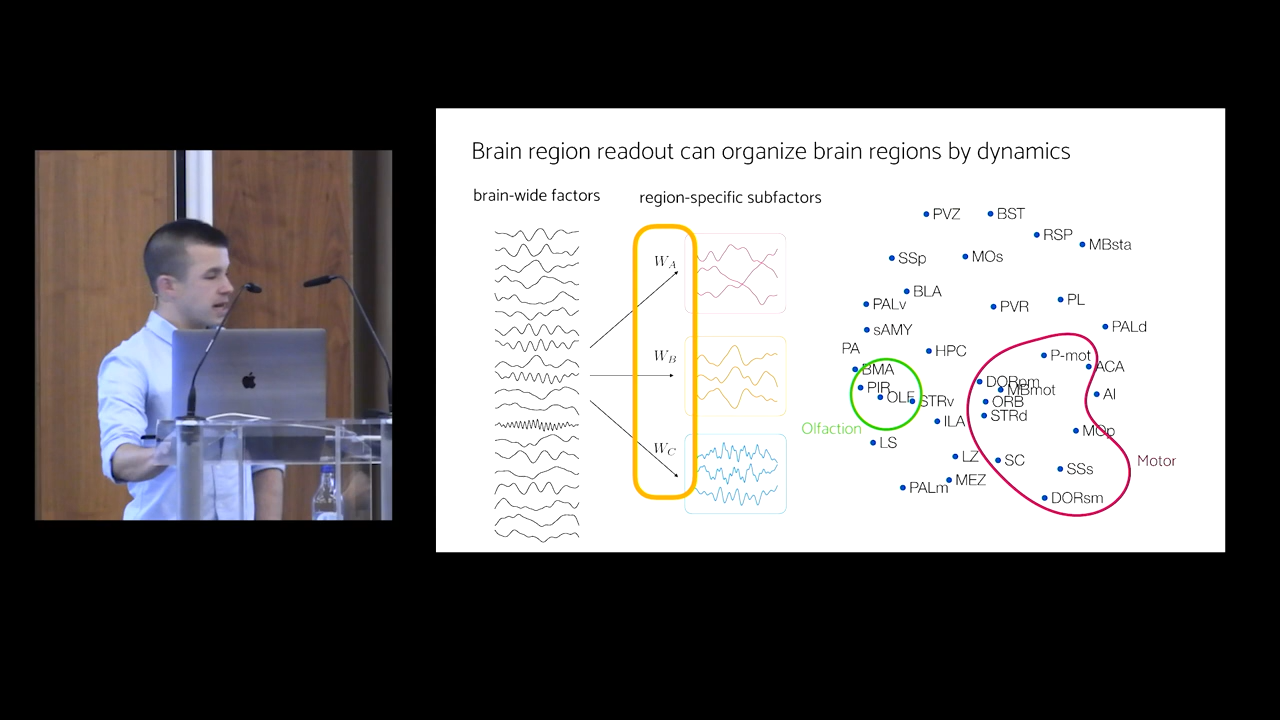 Brain region readout can organize brain regions by dynamics
brain-wide factors
region-specific subfactors
W_A
W_B
W_C
PVZ
BST
RSP
MBsta
SSp
MOs
BLA
PALv
PVR
PL
sAMY
PALd
PA
HPC
P-mot
BMA
ACA
PIR
DORpm
MBmot
OLF
STRv
ORB
AI
STRd
ILA
MOp
Olfaction
LS
LZ
SC
SSs
Motor
MEZ
PALm
DORsm